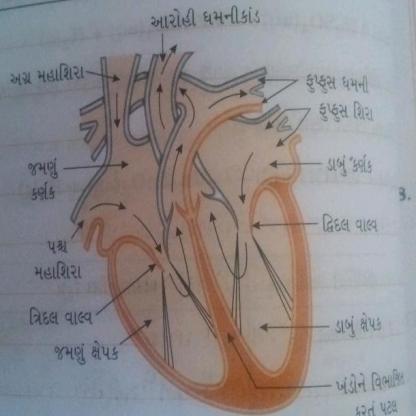 આરોહી ધમનીકાંડ
અગ્ર મહાશિરા
ફુપ્ફુસ ધમની
ફુપ્ફુસ શિરા
જમણું
કર્ણક
ડાબું કર્ણક
3.
દ્વિદલ વાલ્વ
પશ્ચ
મહાશિરા
ત્રિદલ વાલ્વ
ડાબું ક્ષેપક
જમણું ક્ષેપક
ખંડોને વિભાજિત
કરતું પટલ